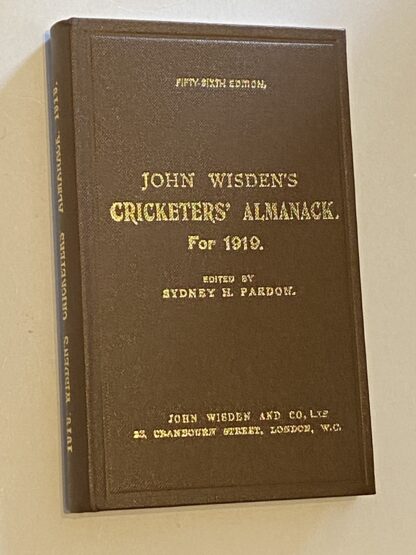 FIFTY-SIXTH EDITION.
JOHN WISDEN'S
CRICKETERS' ALMANACK.
For 1919.
EDITED BY
SYDNEY H. PARDON.
JOHN WISDEN AND CO, LTD
23, CRANBOURN STREET, LONDON, W.C.
1919. WISDEN'S CRICKETERS' ALMANACK. 1919.